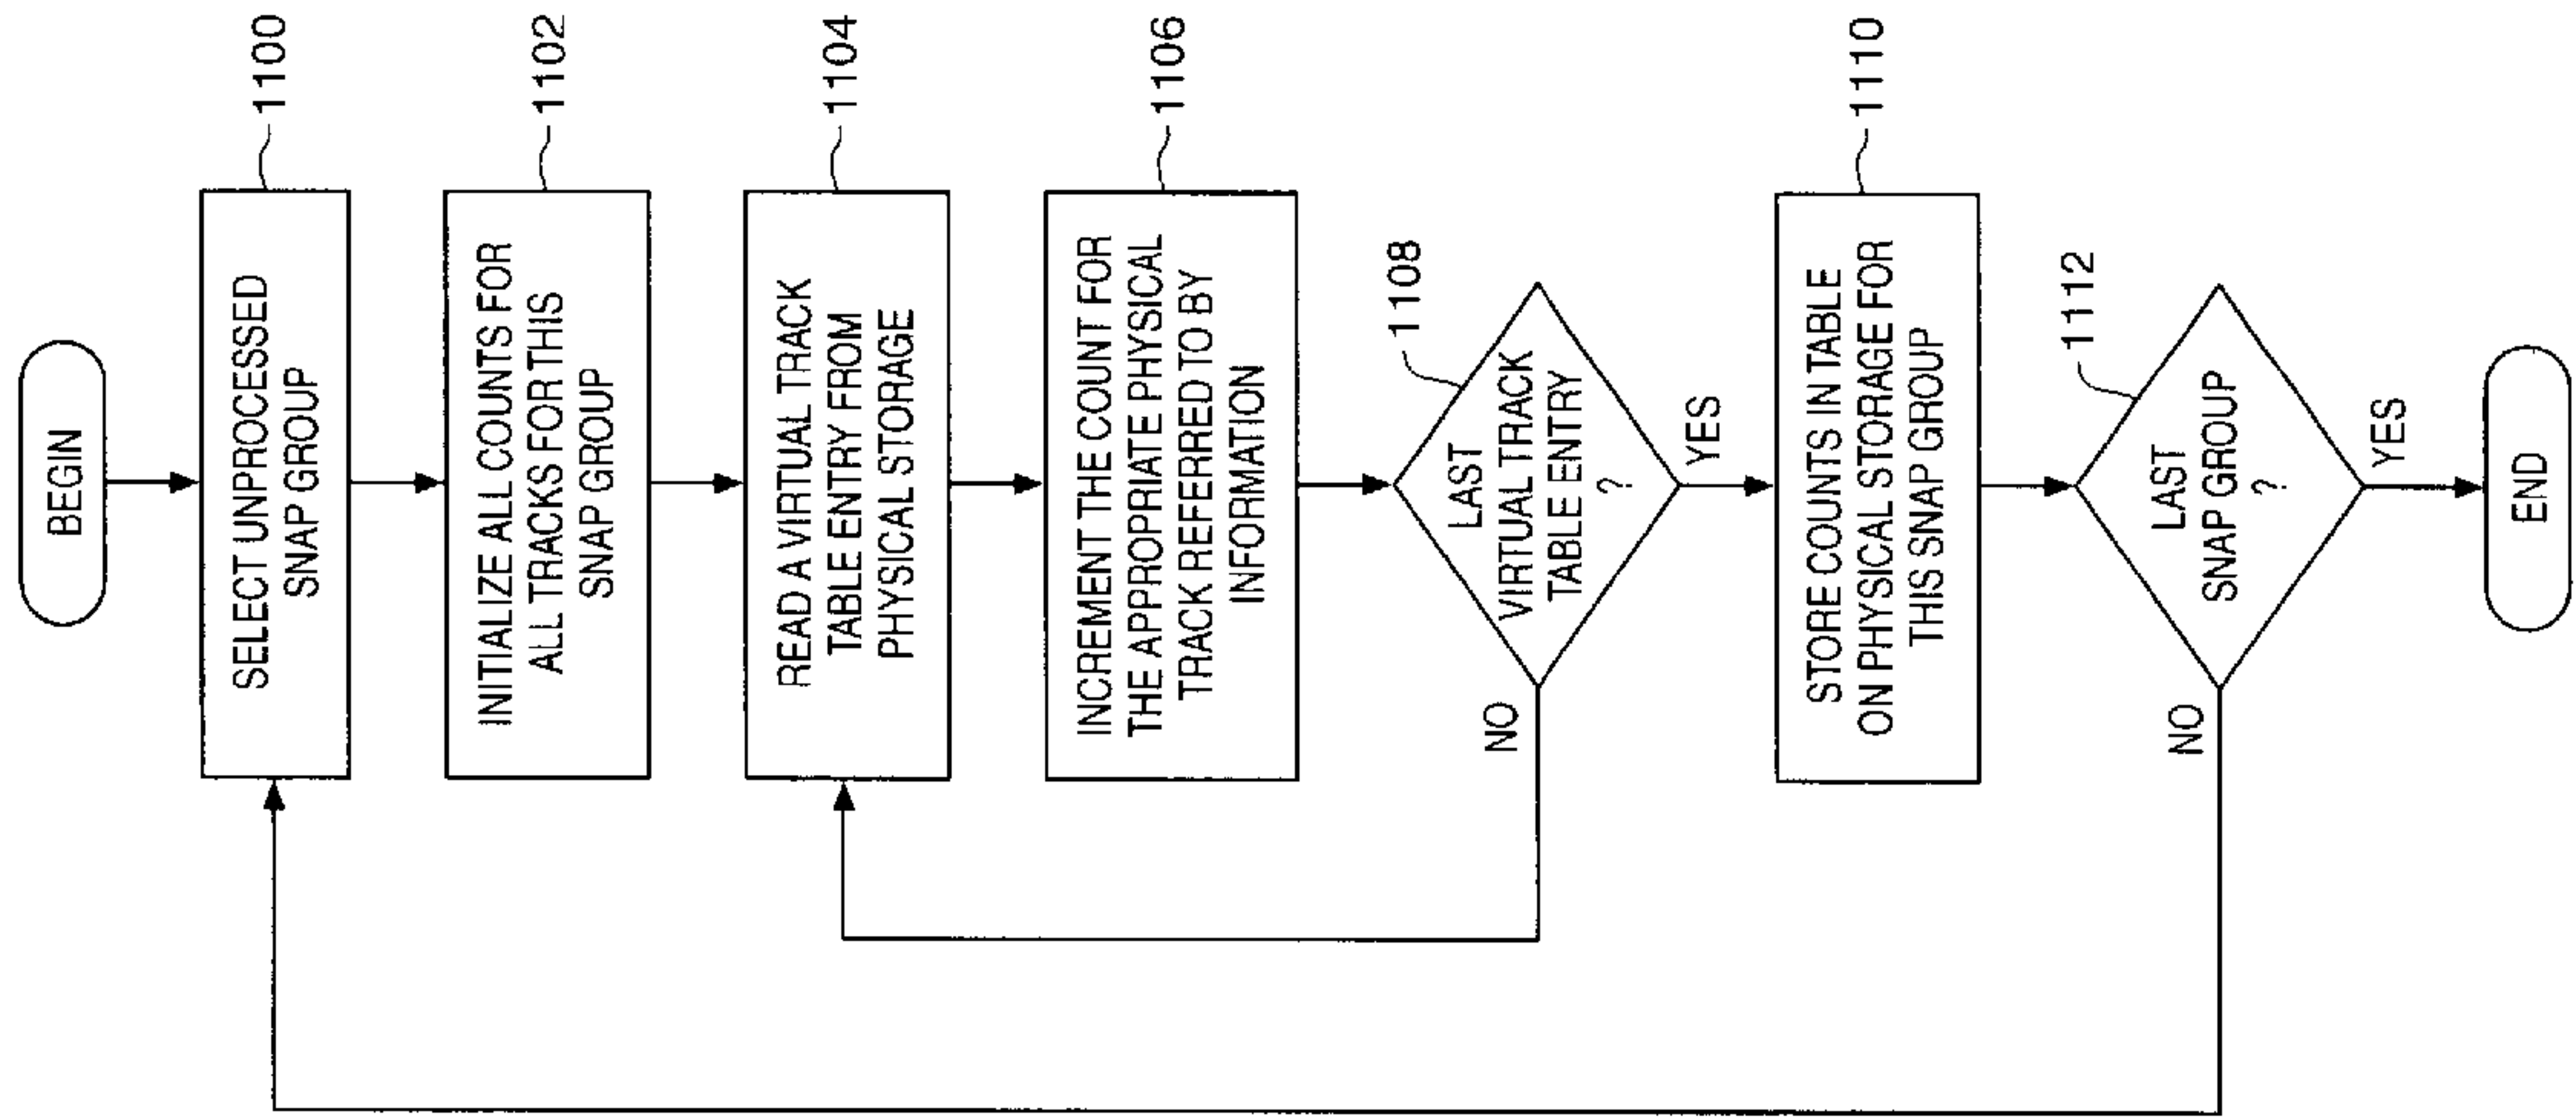 BEGIN
SELECT UNPROCESSED
SNAP GROUP
1100
INITIALIZE ALL COUNTS FOR
ALL TRACKS FOR THIS
SNAP GROUP
1102
READ A VIRTUAL TRACK
TABLE ENTRY FROM
PHYSICAL STORAGE
1104
INCREMENT THE COUNT FOR
THE APPROPRIATE PHYSICAL
TRACK REFERRED TO BY
INFORMATION
1106
LAST
VIRTUAL TRACK
TABLE ENTRY
?
1108
NO
YES
STORE COUNTS IN TABLE
ON PHYSICAL STORAGE FOR
THIS SNAP GROUP
1110
LAST
SNAP GROUP
?
1112
NO
YES
END